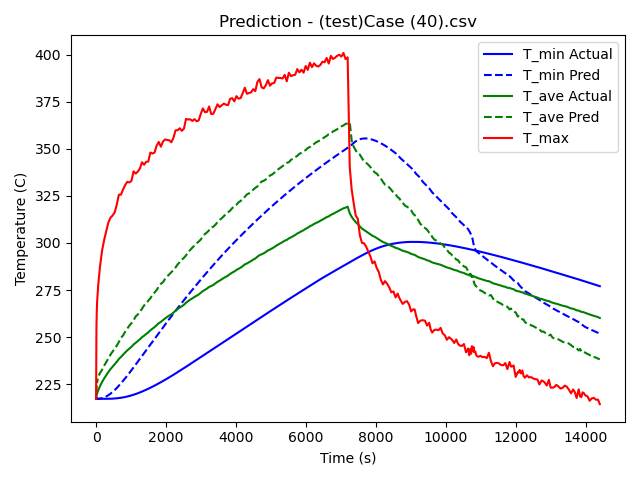 Prediction - (test)Case (40).csv
T_min Actual
T_min Pred
T_ave Actual
T_ave Pred
T_max
Temperature (C)
400
375
350
325
300
275
250
225
0 2000 4000 6000 8000 10000 12000 14000
Time (s)